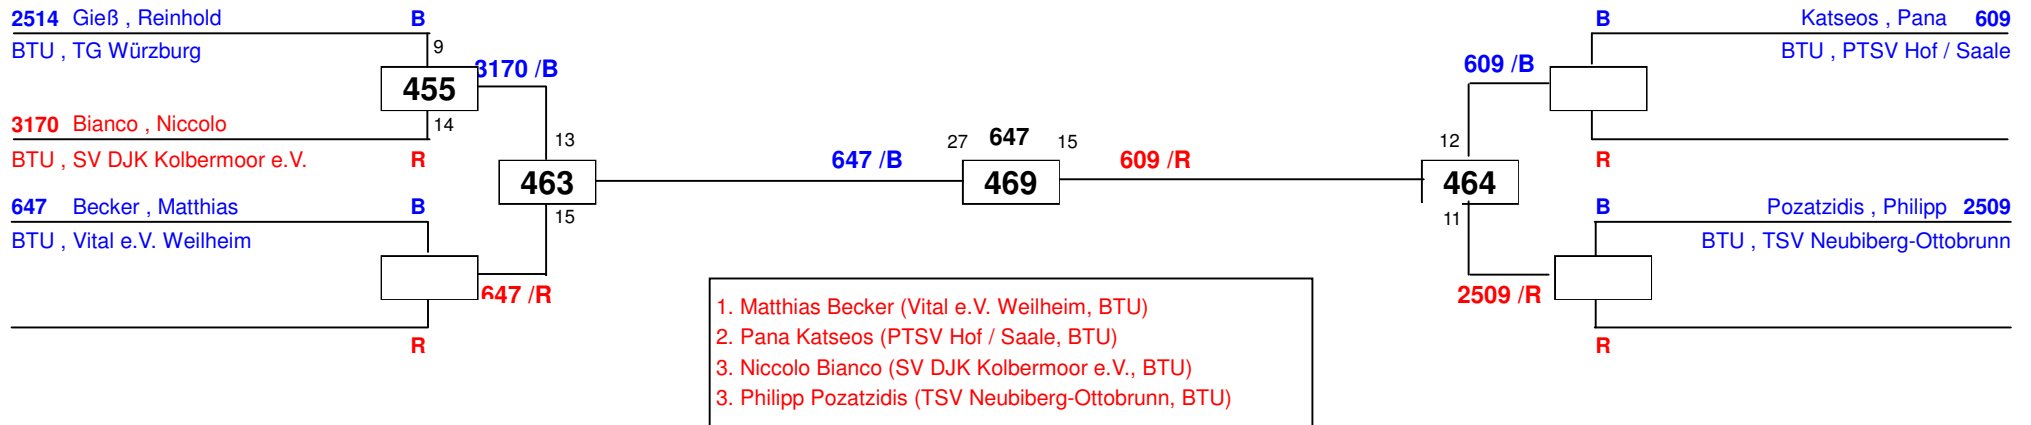 2514 Gieß , Reinhold B
BTU , TG Würzburg
9
3170 /B
455
3170 Bianco , Niccolo
14
BTU , SV DJK Kolbermoor e.V. R
13
463
15
647 Becker , Matthias B
BTU , Vital e.V. Weilheim
647 /R
R
647 /B
27 647 15
469
609 /R
B Katseos , Pana 609
BTU , PTSV Hof / Saale
609 /B
R
12
464
11
B Pozatzidis , Philipp 2509
BTU , TSV Neubiberg-Ottobrunn
2509 /R
R
1. Matthias Becker (Vital e.V. Weilheim, BTU)
2. Pana Katseos (PTSV Hof / Saale, BTU)
3. Niccolo Bianco (SV DJK Kolbermoor e.V., BTU)
3. Philipp Pozatzidis (TSV Neubiberg-Ottobrunn, BTU)